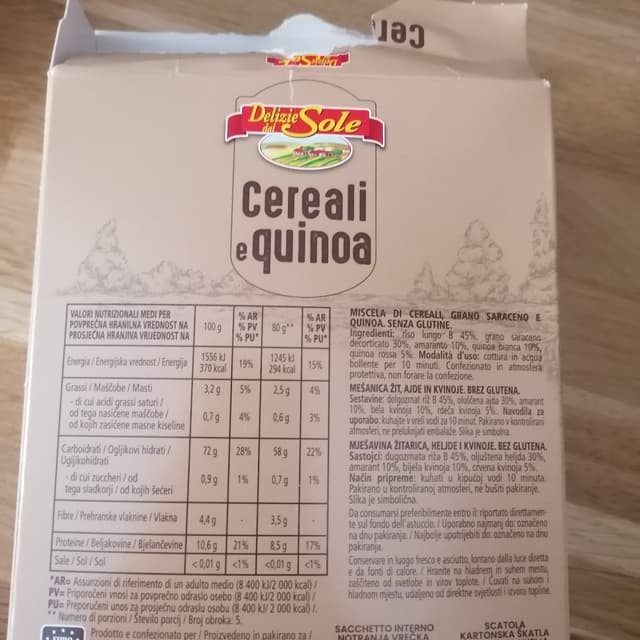 Cer
Delizie
dal Sole
Delizie
dal Sole
Cereali
e quinoa
VALORI NUTRIZIONALI MEDI PER
POVPREČNA HRANILNA VREDNOST NA
PROSJEČNA HRANJIVA VRIJEDNOST NA
100 g
% AR
% PV
% PU*
80 g**
% AR
% PV
% PU*
Energia / Energijska vrednost / Energija
1556 kJ
370 kcal
19%
1245 kJ
294 kcal
15%
Grassi / Maščobe / Masti
3,2 g 5% 2,5 g 4%
- di cui acidi grassi saturi /
od tega nasičene maščobe /
od kojih zasićene masne kiseline
0,7 g 4% 0,6 g 3%
Carboidrati / Ogljikovi hidrati /
Ugljikohidrati
72 g 28% 58 g 22%
- di cui zuccheri / od
tega sladkorji / od kojih šećeri
0,9 g 1% 0,7 g 1%
Fibre / Prehranske vlaknine / Vlakna
4,4 g - 3,5 g -
Proteine / Beljakovine / Bjelančevine
10,6 g 21% 8,5 g 17%
Sale / Sol / Sol
<0,01 g <1% <0,01 g <1%
*AR= Assunzioni di riferimento di un adulto medio (8 400 kJ/2 000 kcal) /
PV= Priporočeni vnosi za povprečno odraslo osebo (8 400 kJ/2 000 kcal) /
PU= Preporučeni unos za prosječnu odraslu osobu (8 400 kJ/ 2 000 kcal) /.
** Numero di porzioni / Število porcij / Broj obroka: 5.
Prodotto e confezionato per / Proizvedeno in pakirano za /
MISCELA DI CEREALI, GRANO SARACENO E
QUINOA. SENZA GLUTINE.
Ingredienti: riso lungo B 45%, grano saraceno
decorticato 30%, amaranto 10%, quinoa bianca 10%,
quinoa rossa 5%. Modalità d'uso: cottura in acqua
bollente per 10 minuti. Confezionato in atmosfera
protettiva, non forare la confezione.
MEŠANICA ŽIT, AJDE IN KVINOJE. BREZ GLUTENA.
Sestavine: dolgozrnat riž B 45%, oluščena ajda 30%, amarant
10%, bela kvinoja 10%, rdeča kvinoja 5%. Navodila za
uporabo: kuhajte v vreli vodi za 10 minut. Pakirano v kontrolirani
atmosferi, ne preluknjati embalaže. Slika je simbolna.
MJEŠAVINA ŽITARICA, HELJDE I KVINOJE. BEZ GLUTENA.
Sastojci: dugozrnata riža B 45%, oljuštena heljda 30%,
amarant 10%, bijela kvinoja 10%, crvena kvinoja 5%.
Način pripreme: kuhati u kipućoj vodi 10 minuta.
Pakirano u kontroliranoj atmosferi, ne bušiti pakiranje.
Slika je simbolična.
Da consumarsi preferibilmente entro il: riportato direttamen-
te sul fondo dell'astuccio. / Uporabno najmanj do: označeno
na dnu pakiranja. / Najbolje upotrijebiti do: označeno na dnu
pakiranja.
Conservare in luogo fresco e asciutto, lontano dalla luce diretta
e da fonti di calore. / Hranite na hladnem in suhem mestu,
zaščiteno od svetlobe in virov toplote. / Čuvati na suhom i
hladnom mjestu, udaljeno od direktne svjetlosti i izvora topline.
SACCHETTO INTERNO
NOTRANJA VREČKA
SCATOLA
KARTONSKA ŠKATLA